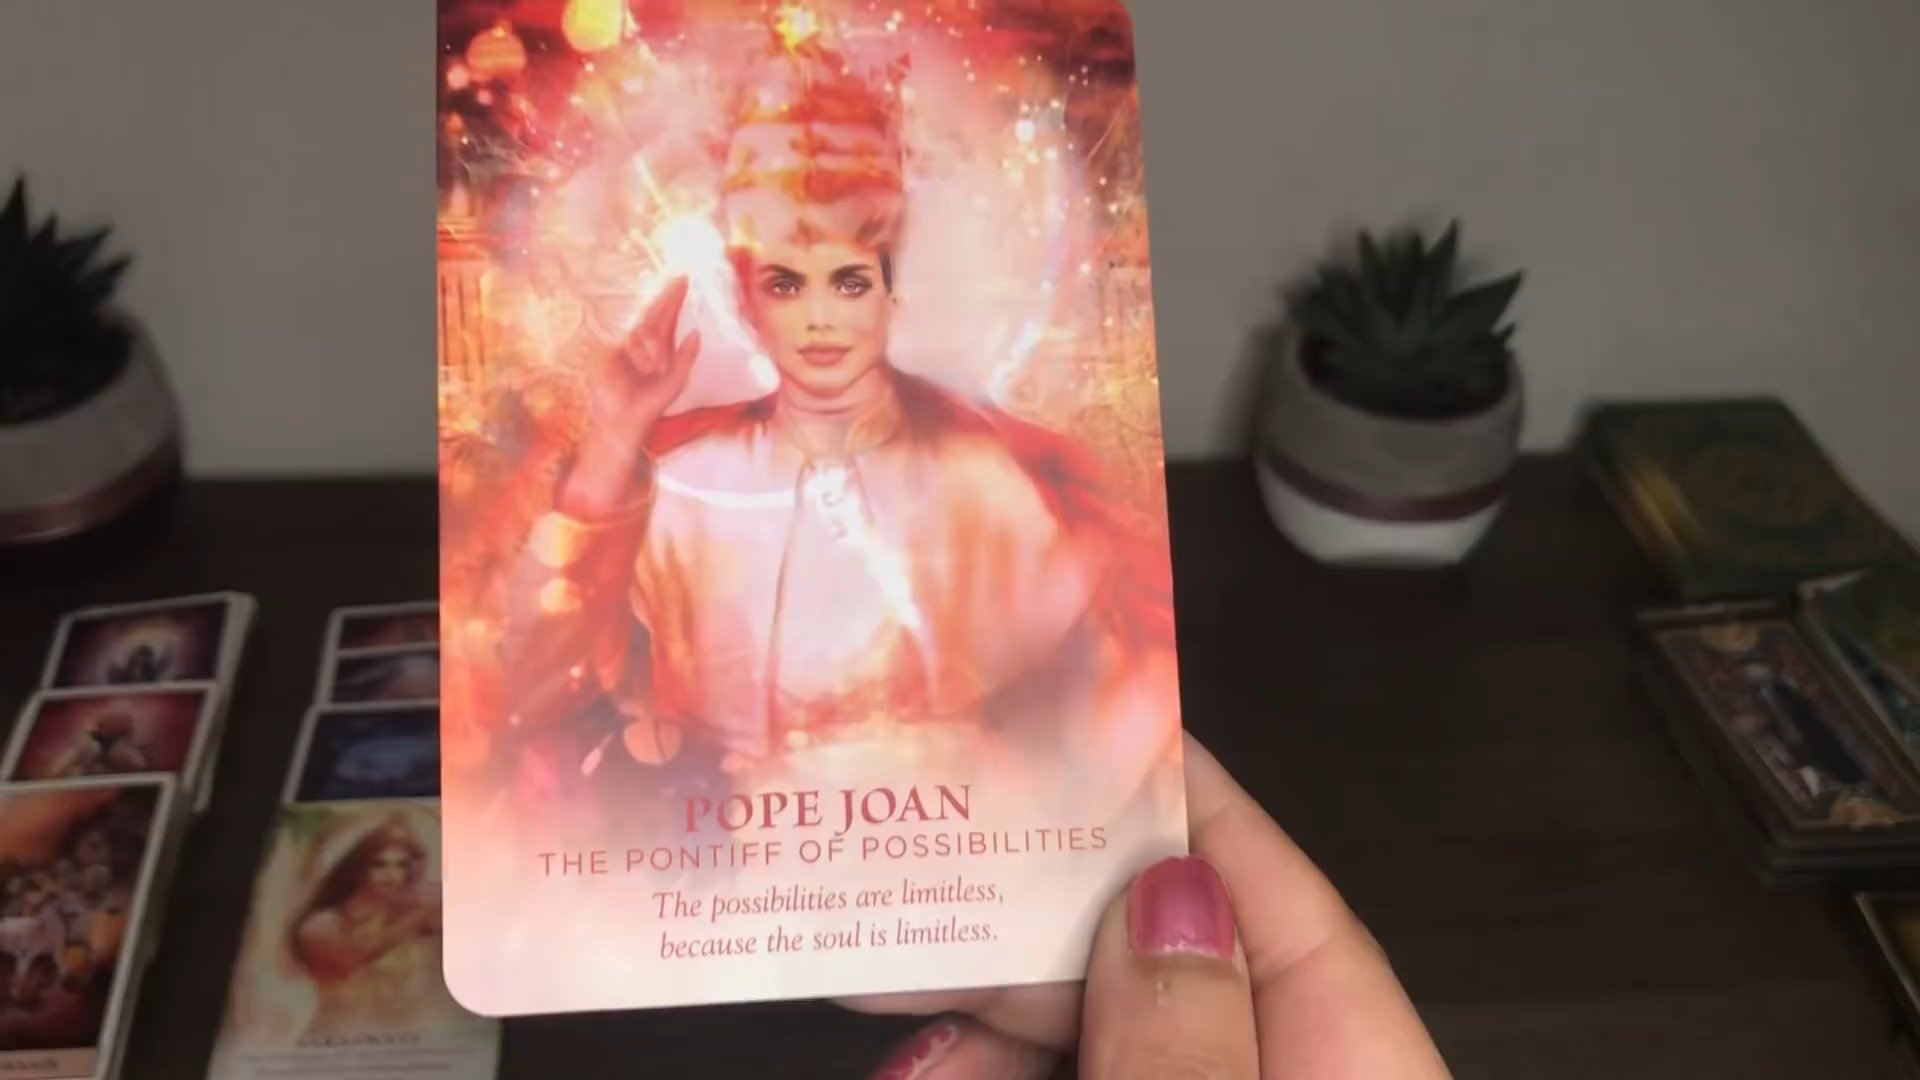 POPE JOAN
THE PONTIFF OF POSSIBILITIES
The possibilities are limitless,
because the soul is limitless.